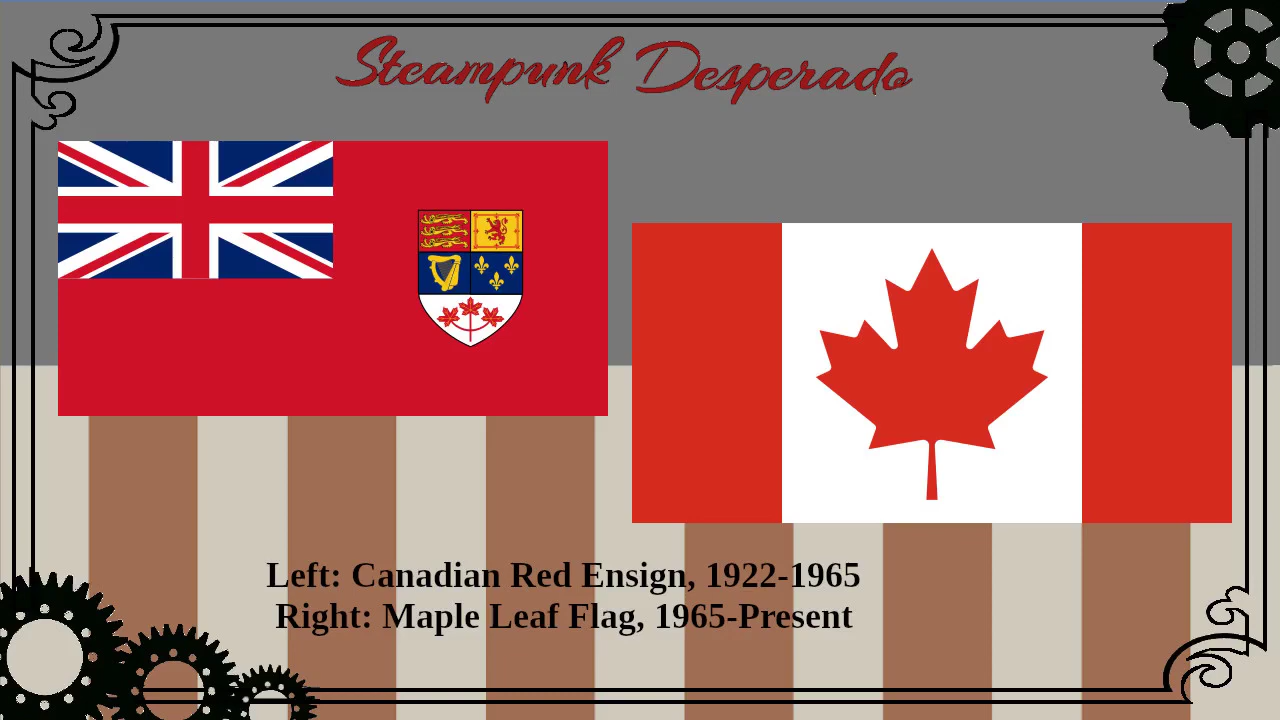 Steampunk Desperado
Left: Canadian Red Ensign, 1922-1965
Right: Maple Leaf Flag, 1965-Present